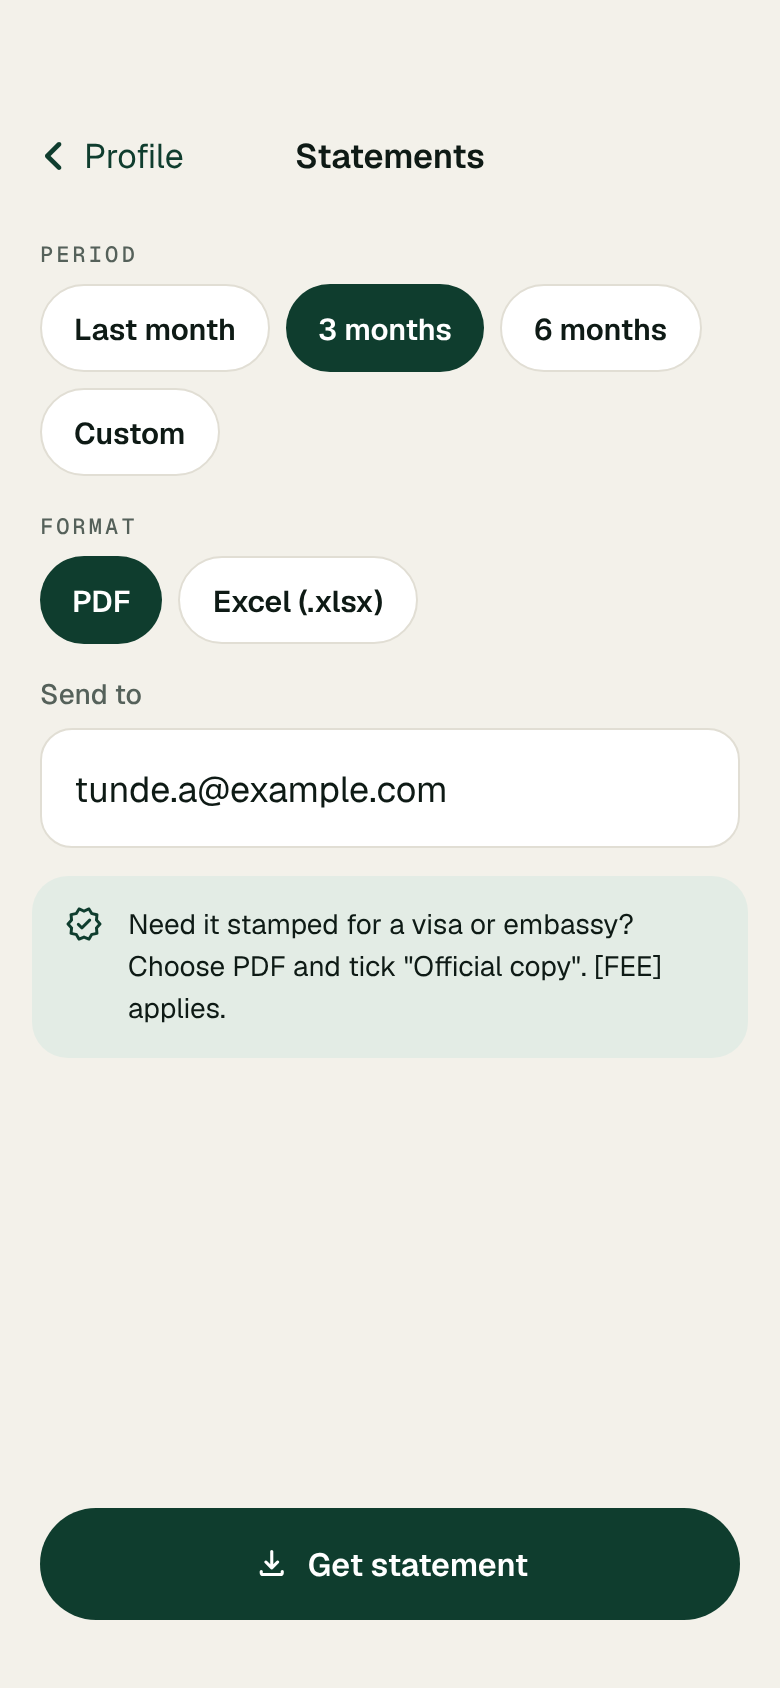 Profile
Statements
PERIOD
Last month
3 months
6 months
Custom
FORMAT
PDF
Excel (.xlsx)
Send to
tunde.a@example.com
Need it stamped for a visa or embassy?
Choose PDF and tick "Official copy". [FEE]
applies.
Get statement